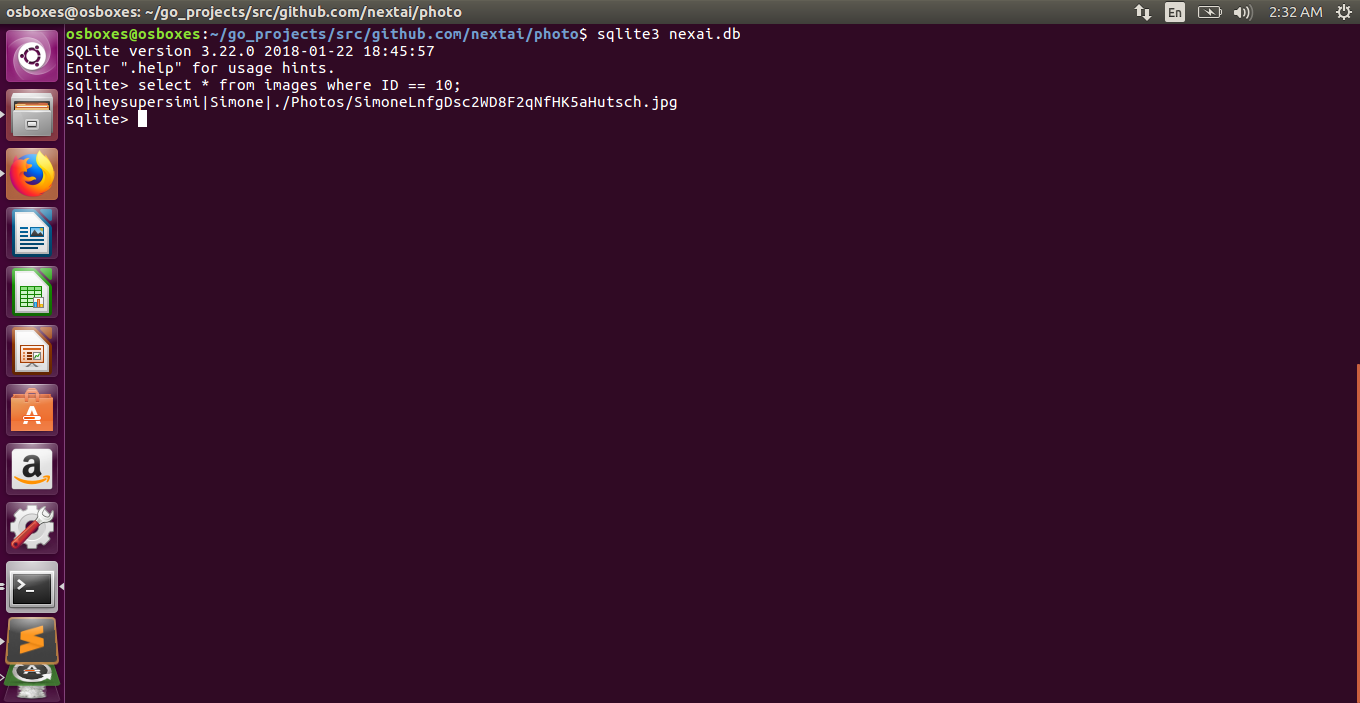 osboxes@osboxes: ~/go_projects/src/github.com/nextai/photo
En
2:32 AM
osboxes@osboxes:~/go_projects/src/github.com/nextai/photo$ sqlite3 nexai.db
SQLite version 3.22.0 2018-01-22 18:45:57
Enter ".help" for usage hints.
sqlite> select * from images where ID == 10;
10|heysupersimi|Simone|./Photos/SimoneLnfgDsc2WD8F2qNfHK5aHutsch.jpg
sqlite>